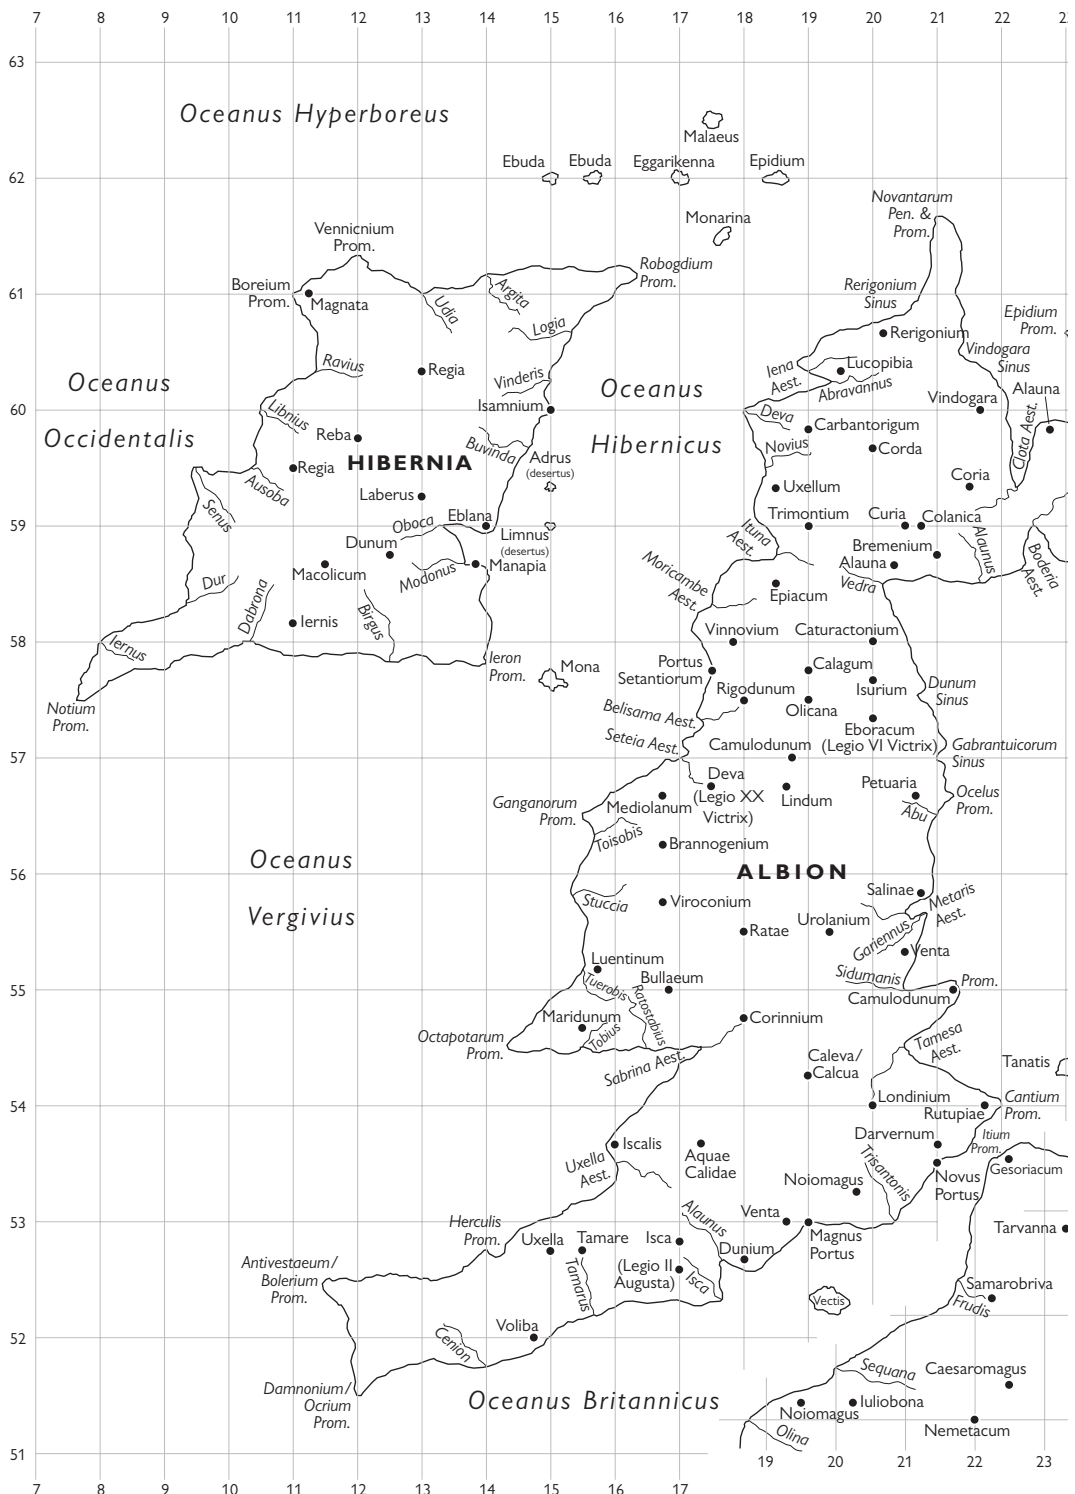 7 8 9 10 11 12 13 14 15 16 17 18 19 20 21 22
63
Oceanus Hyperboreus
Malaeus
Ebuda
Ebuda
Eggarikenna
Epidium
62
Novantarum
Pen. &
Prom.
Monarina
Vennicnium
Prom.
Robogdium
Prom.
Boreium
Prom.
61
Magnata
Udia
Argita
Logia
Rerigonium
Sinus
Epidium
Prom.
Rerigonium
Vindogara
Sinus
Ravius
Regia
Vinderis
Iena
Aest.
Lucopibia
Abravannus
Alauna
Oceanus
Occidentalis
Oceanus
Hibernicus
60
Librius
Isamnium
Deva
Vindogara
Carbantorigum
Clota Aest.
Reba
HIBERNIA
Buvinda
Novius
Corda
Regia
Ausoba
Adrus
(desertus)
Laberus
Uxellum
Coria
Senus
Oboca
Eblana
Trimontium
Curia
Colanica
59
Limnus
(desertus)
Ituna
Aest.
Alaunus
Dunum
Bremenium
Boderia
Aest.
Macolicum
Modonus
Manapia
Alauna
Moricambe
Aest.
Vedra
Dur
Dabrona
Birgus
Epiacum
Iernis
Vinnovium
Caturactonium
58
Iernus
Ieron
Prom.
Mona
Portus
Setantiorum
Calagum
Isurium
Dunum
Sinus
Notium
Prom.
Rigodunum
Olicana
Belisama Aest.
Eboracum
(Legio VI Victrix)
Seteia Aest.
Camulodunum
Gabrantuicorum
Sinus
57
Deva
(Legio XX
Victrix)
Lindum
Petuaria
Ocelus
Prom.
Ganganorum
Prom.
Mediolanum
Abu
Toisobis
Brannogenium
Oceanus
Vergivius
56
ALBION
Stuccia
Viroconium
Salinae
Metaris
Aest.
Ratae
Urolanium
Gariennus
Venta
Luentinum
Tuerobis
Bullaeum
Sidumanis
Prom.
55
Camulodunum
Maridunum
Tobius
Ratostabius
Corinnium
Octapotarum
Prom.
Sabrina Aest.
Tamesa
Aest.
Caleva/
Calcua
Tanatis
54
Londinium
Rutupiae
Cantium
Prom.
Iscalis
Aquae
Calidae
Darvernum
Itium
Prom.
Gesoriacum
Uxella
Aest.
Trisantonis
Novus
Portus
Noiomagus
53
Herculis
Prom.
Alaunus
Venta
Magnus
Portus
Tarvanna
Uxella
Tamare
Isca
(Legio II
Augusta)
Dunium
Antivestaeum/
Bolerium
Prom.
Tamarus
Isca
Vectis
Samarobriva
Frudis
52
Voliba
Cenion
Sequana
Caesaromagus
Damnonium/
Ocrium
Prom.
Oceanus Britannicus
Noiomagus
Iuliobona
Olina
Nemetacum
51
19 20 21 22 23
7 8 9 10 11 12 13 14 15 16 17